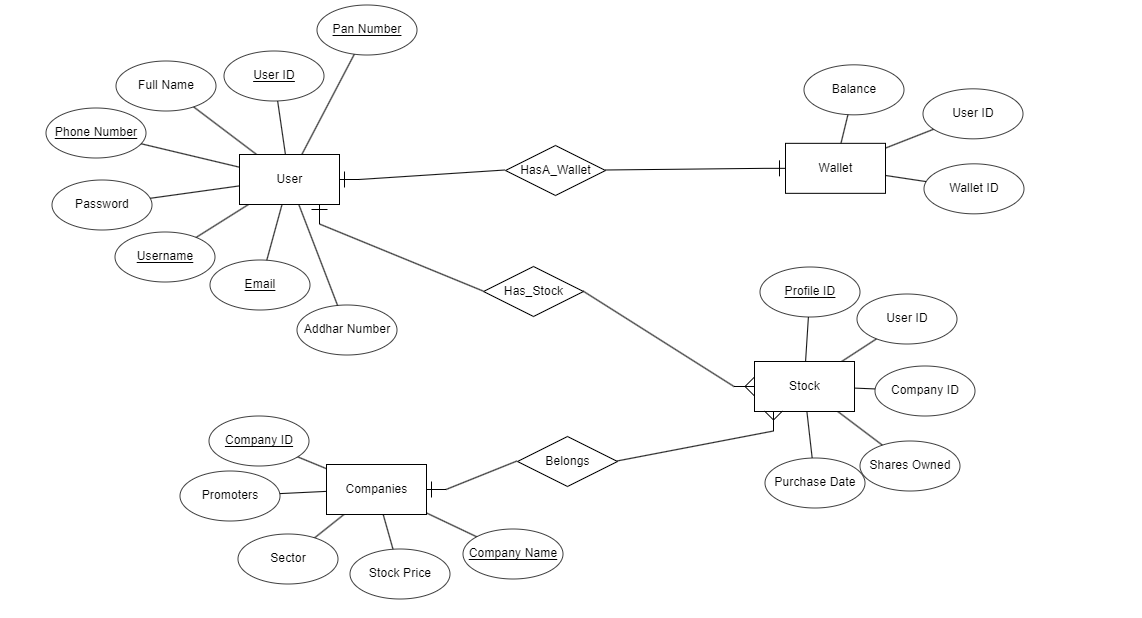 Pan Number
User ID
Full Name
Phone Number
Password
Username
Email
Addhar Number
User
HasA_Wallet
Balance
User ID
Wallet ID
Wallet
Has_Stock
Profile ID
User ID
Company ID
Shares Owned
Purchase Date
Stock
Belongs
Company ID
Promoters
Sector
Stock Price
Company Name
Companies